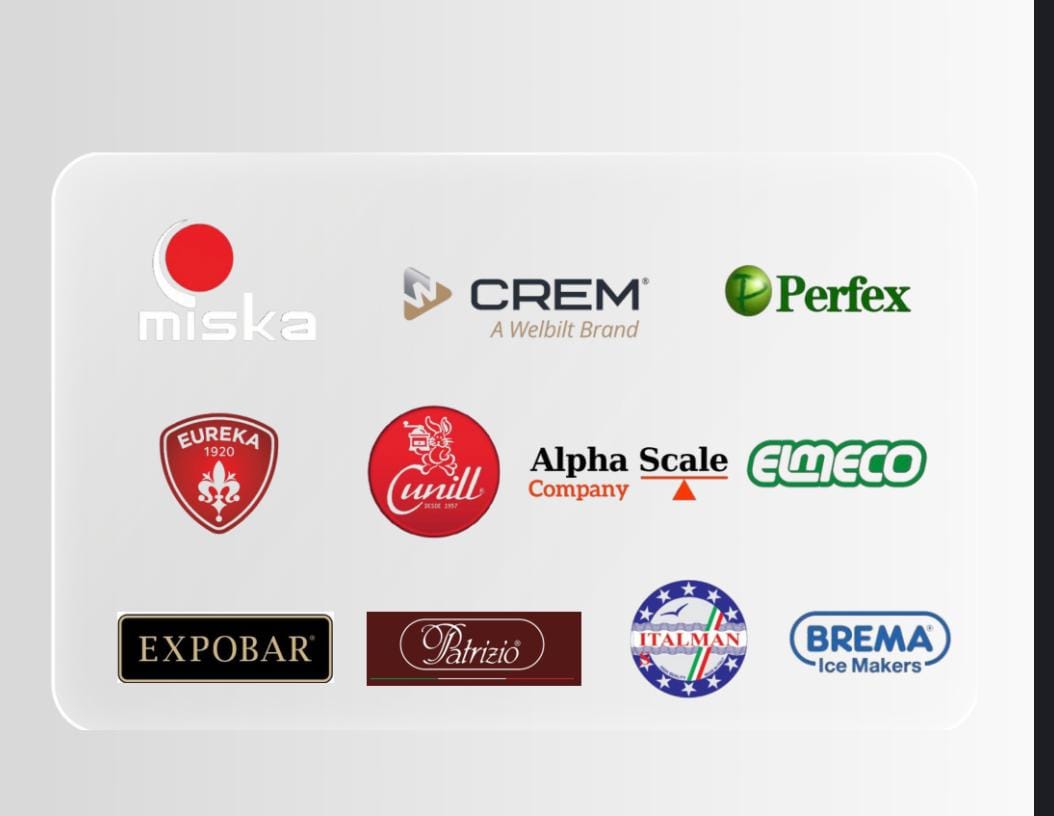 miska
CREM®
A Welbilt Brand
Perfex
EUREKA
1920
Cunill®
DESDE 1957
Alpha Scale
Company
ELMECO
EXPOBAR®
Patrizio®
ITALMAN
BREMA®
Ice Makers